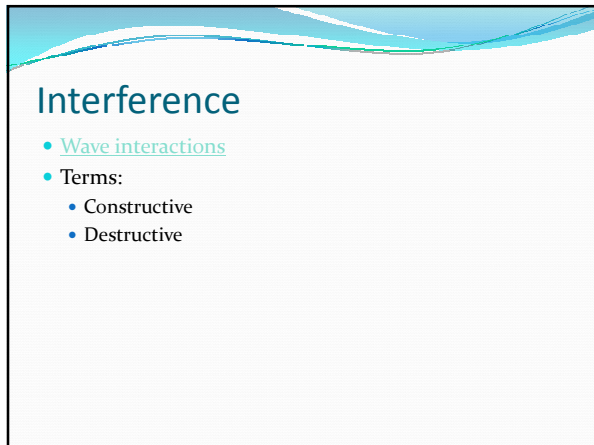 Interference
Wave interactions
Terms:
Constructive
Destructive